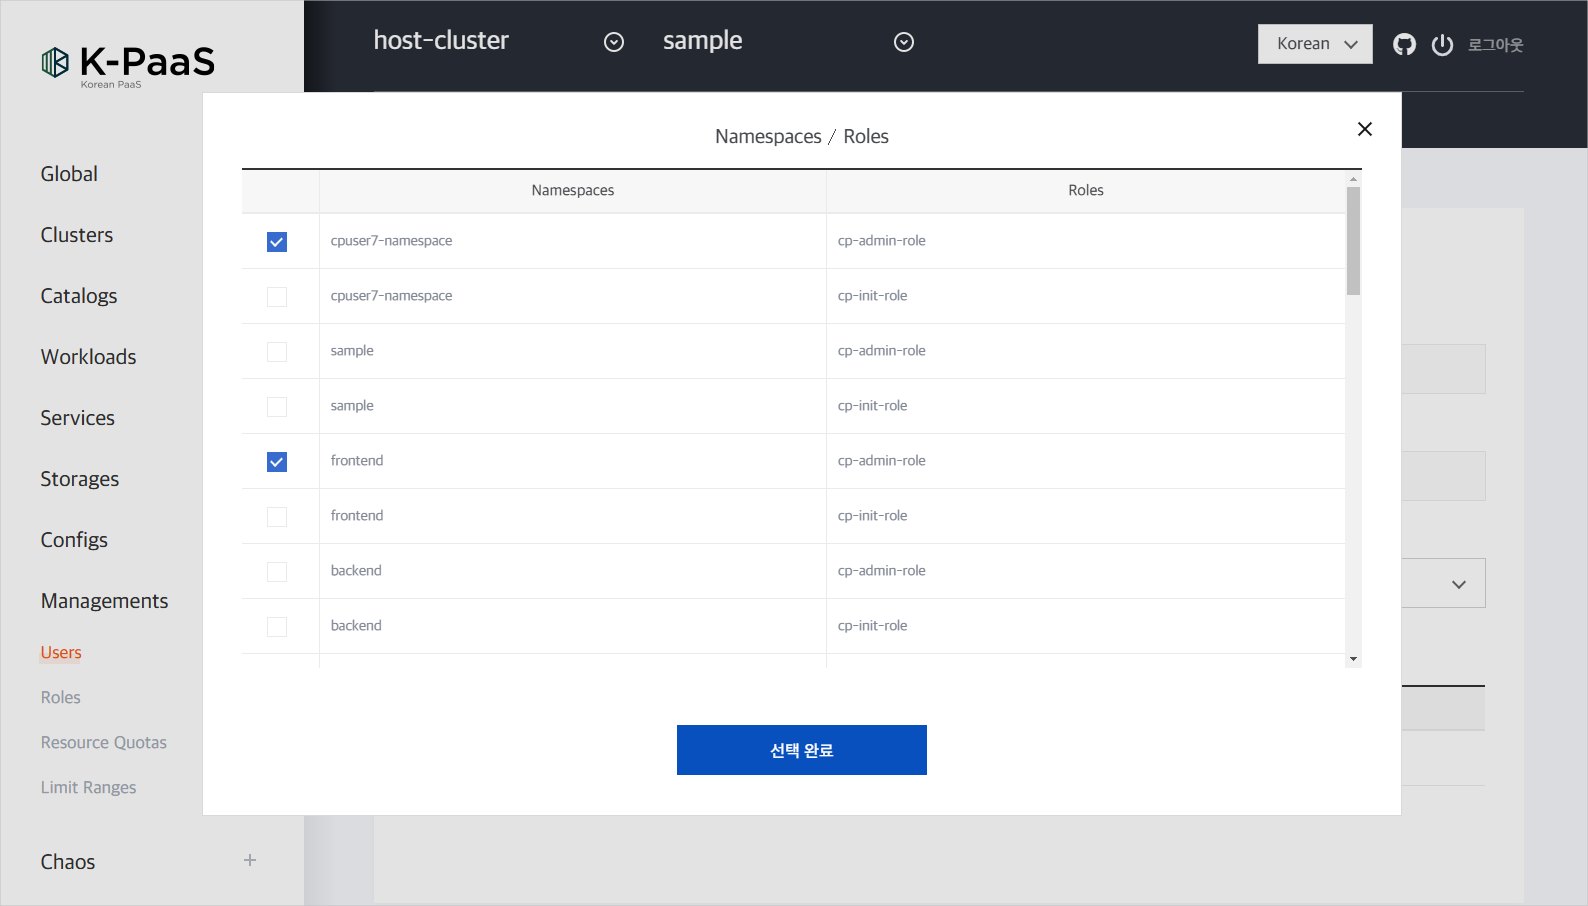 K-PaaS
Korean PaaS
host-cluster
sample
Korean
로그아웃
Global
Clusters
Catalogs
Workloads
Services
Storages
Configs
Managements
Users
Roles
Resource Quotas
Limit Ranges
Chaos
Namespaces / Roles
Namespaces Roles
cpuser7-namespace cp-admin-role
cpuser7-namespace cp-init-role
sample cp-admin-role
sample cp-init-role
frontend cp-admin-role
frontend cp-init-role
backend cp-admin-role
backend cp-init-role
선택 완료